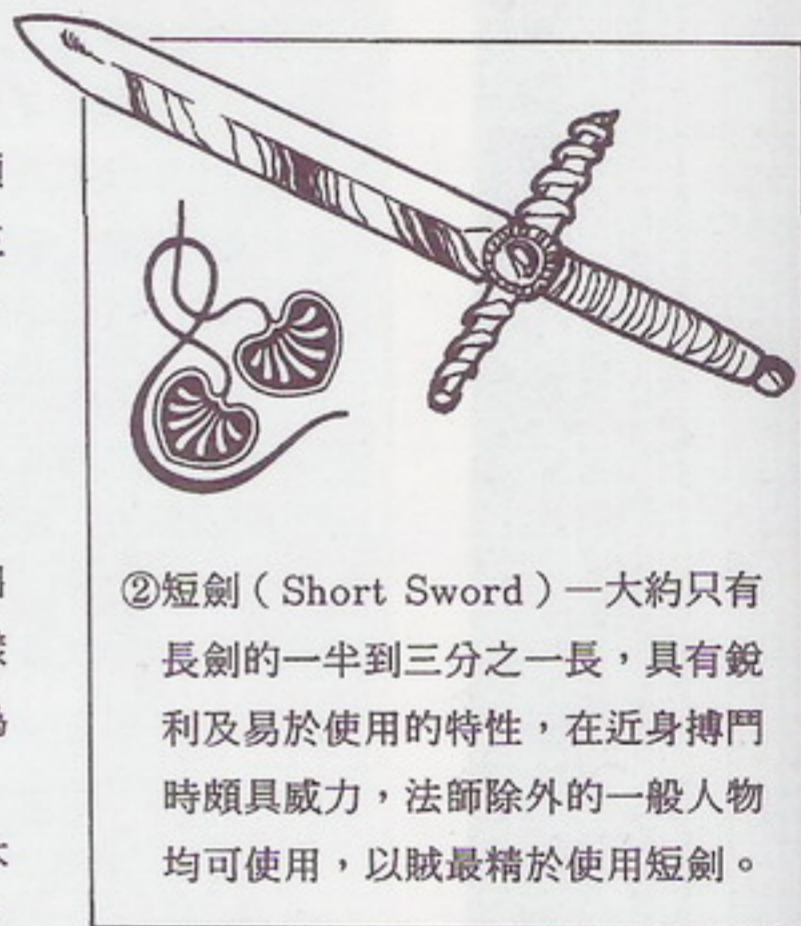 ②短劍（Short Sword）—大約只有
長劍的一半到三分之一長，具有銳
利及易於使用的特性，在近身搏鬥
時頗具威力，法師除外的一般人物
均可使用，以賊最精於使用短劍。